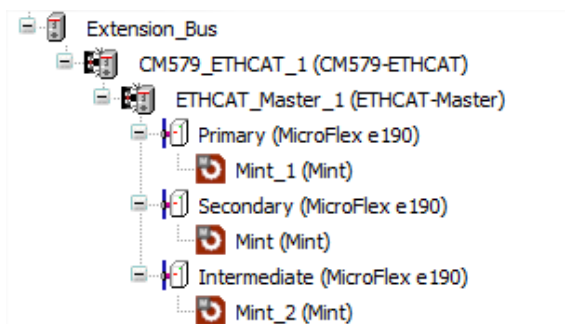 Extension_Bus
CM579_ETHCAT_1 (CM579-ETHCAT)
ETHCAT_Master_1 (ETHCAT-Master)
Primary (MicroFlex e190)
Mint_1 (Mint)
Secondary (MicroFlex e190)
Mint (Mint)
Intermediate (MicroFlex e190)
Mint_2 (Mint)